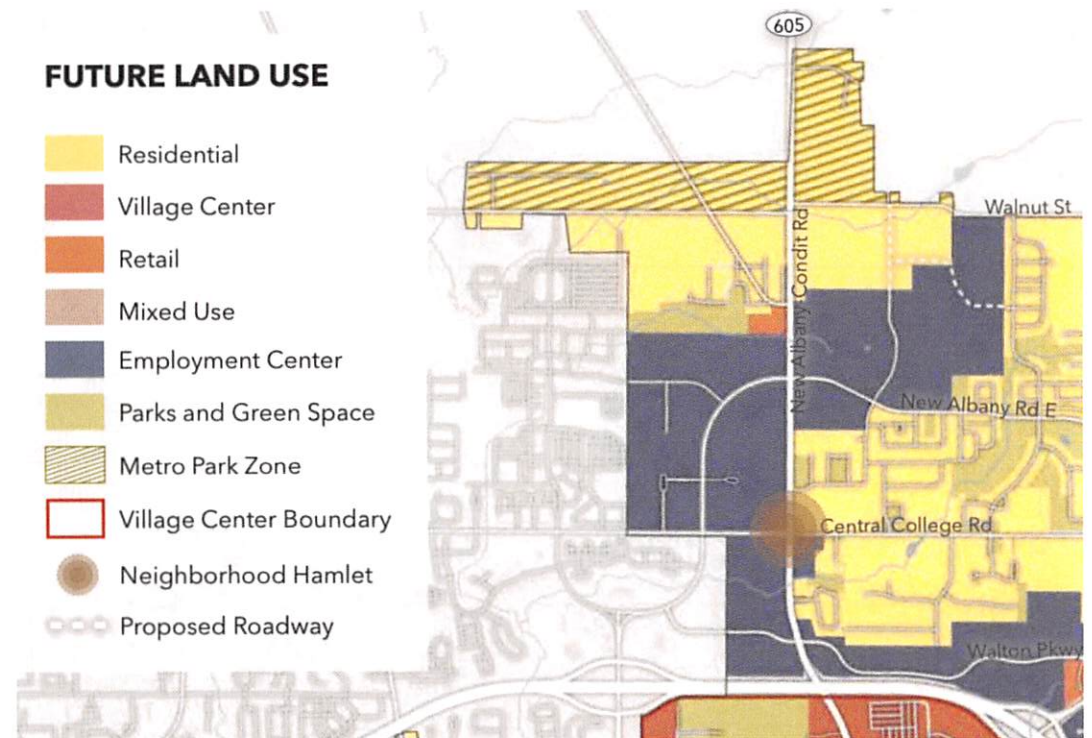 605
FUTURE LAND USE
Residential
Village Center
Retail
Mixed Use
Employment Center
Parks and Green Space
Metro Park Zone
Village Center Boundary
Neighborhood Hamlet
Proposed Roadway
Walnut St
New Albany Condit Rd
New Albany Rd E
Central College Rd
Walton Pkwy